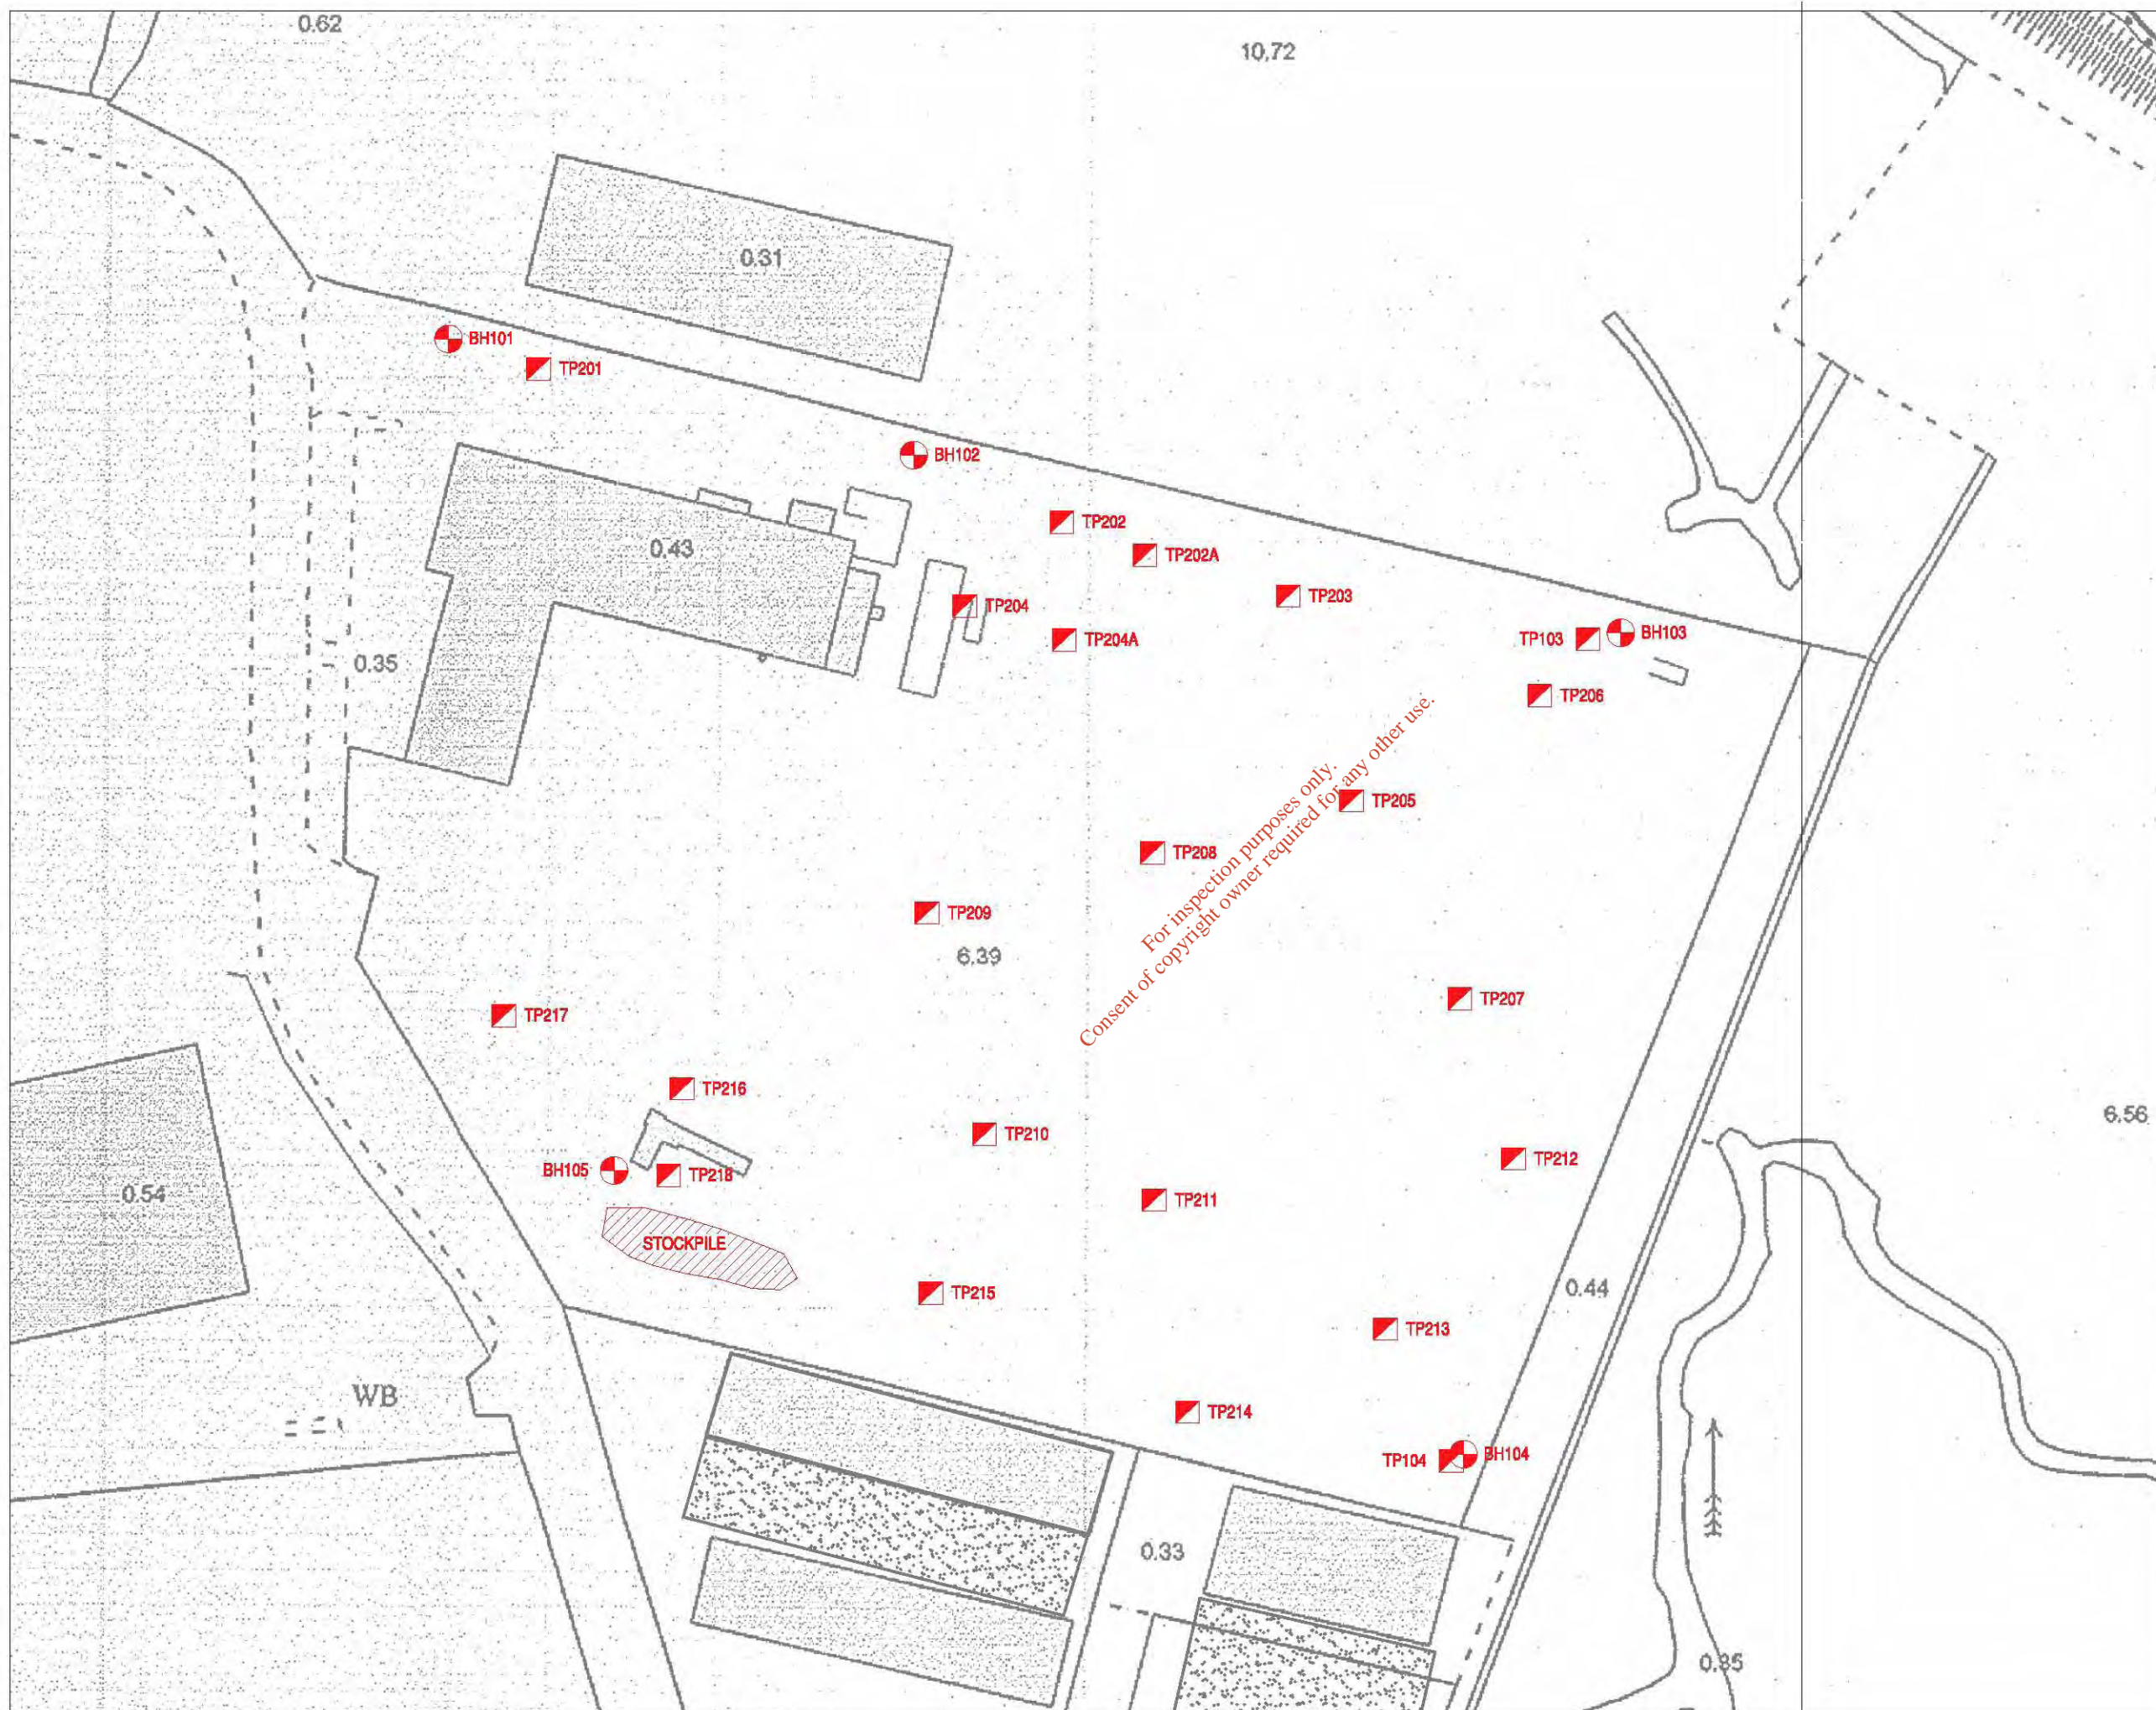 0.62
10.72
0.31
BH101
TP201
BH102
TP202
0.43
TP202A
TP203
TP204
TP103
BH103
TP204A
0.35
TP206
For inspection purposes only.
Consent of copyright owner required for any other use.
TP205
TP208
TP209
6.39
TP207
TP217
TP216
6.56
TP210
TP212
BH105
TP218
0.54
TP211
STOCKPILE
0.44
TP215
TP213
WB
TP214
TP104
BH104
0.33
0.85